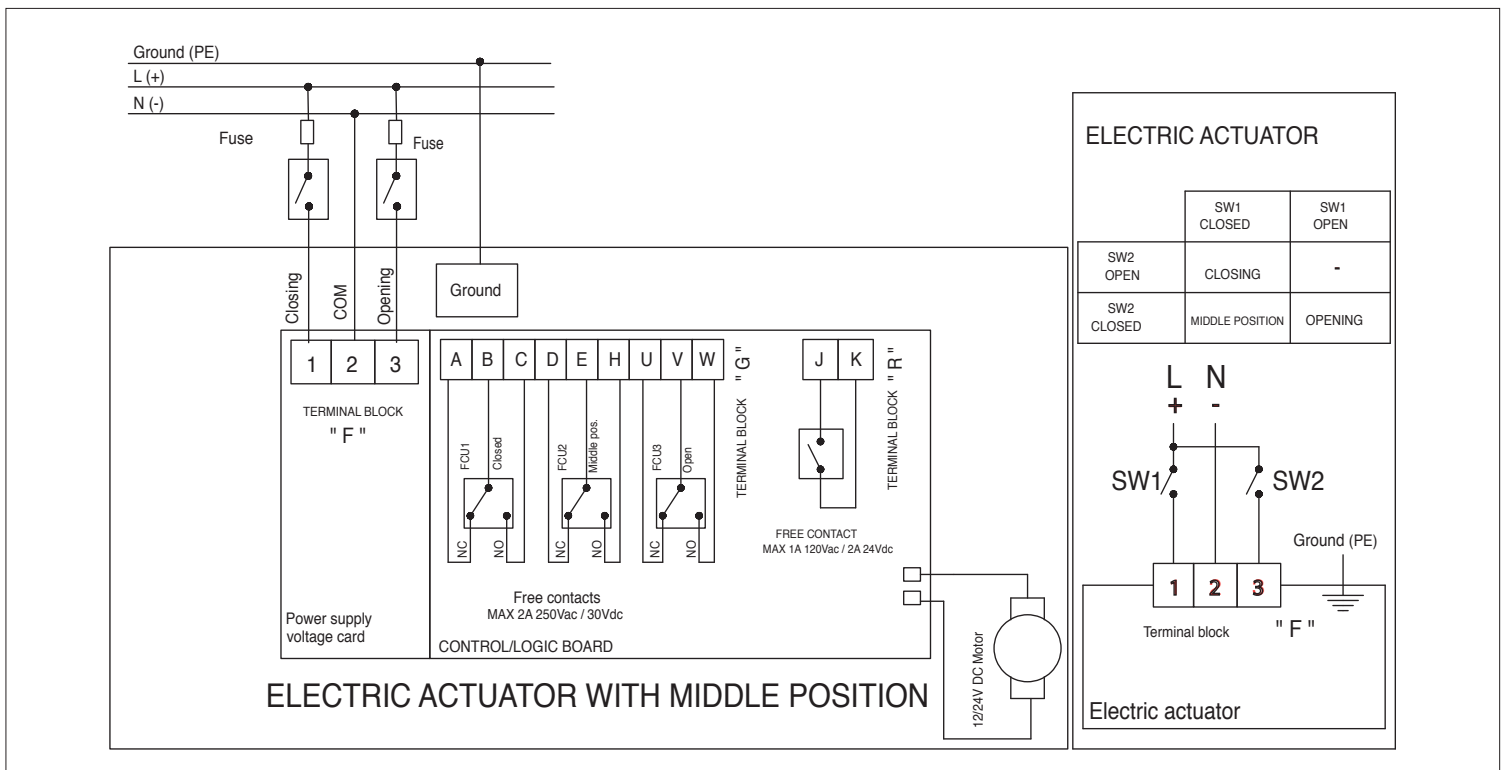 Ground (PE)
L (+)
N (-)
Fuse
Fuse
Closing
COM
Opening
Ground
1 2 3
TERMINAL BLOCK
" F "
A B C D E H U V W
TERMINAL BLOCK " G "
J K
TERMINAL BLOCK " R "
FCU1
Closed
FCU2
Middle pos.
FCU3
Open
NC NO NC NO NC NO
Free contacts
MAX 2A 250Vac / 30Vdc
FREE CONTACT
MAX 1A 120Vac / 2A 24Vdc
Power supply
voltage card
CONTROL/LOGIC BOARD
12/24V DC Motor
ELECTRIC ACTUATOR WITH MIDDLE POSITION
ELECTRIC ACTUATOR
SW1
CLOSED
SW1
OPEN
SW2
OPEN
CLOSING
-
SW2
CLOSED
MIDDLE POSITION
OPENING
L N
+ -
SW1
SW2
Ground (PE)
1 2 3
Terminal block
" F "
Electric actuator